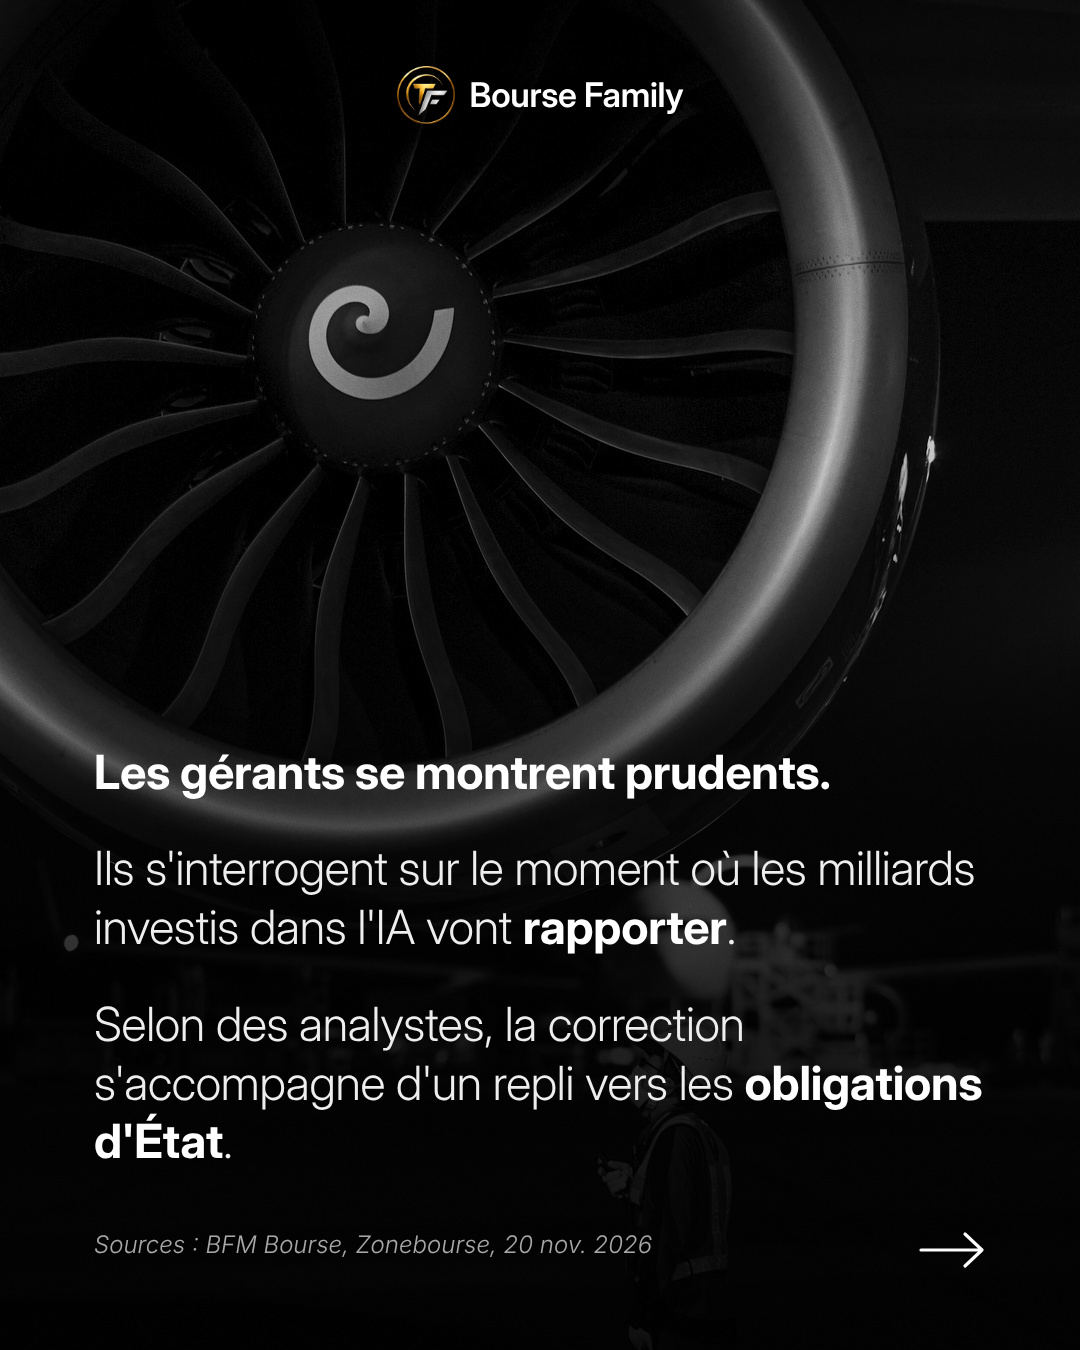 TF Bourse Family
Les gérants se montrent prudents.
Ils s'interrogent sur le moment où les milliards
investis dans l'IA vont rapporter.
Selon des analystes, la correction
s'accompagne d'un repli vers les obligations
d'État.
Sources : BFM Bourse, Zonebourse, 20 nov. 2026